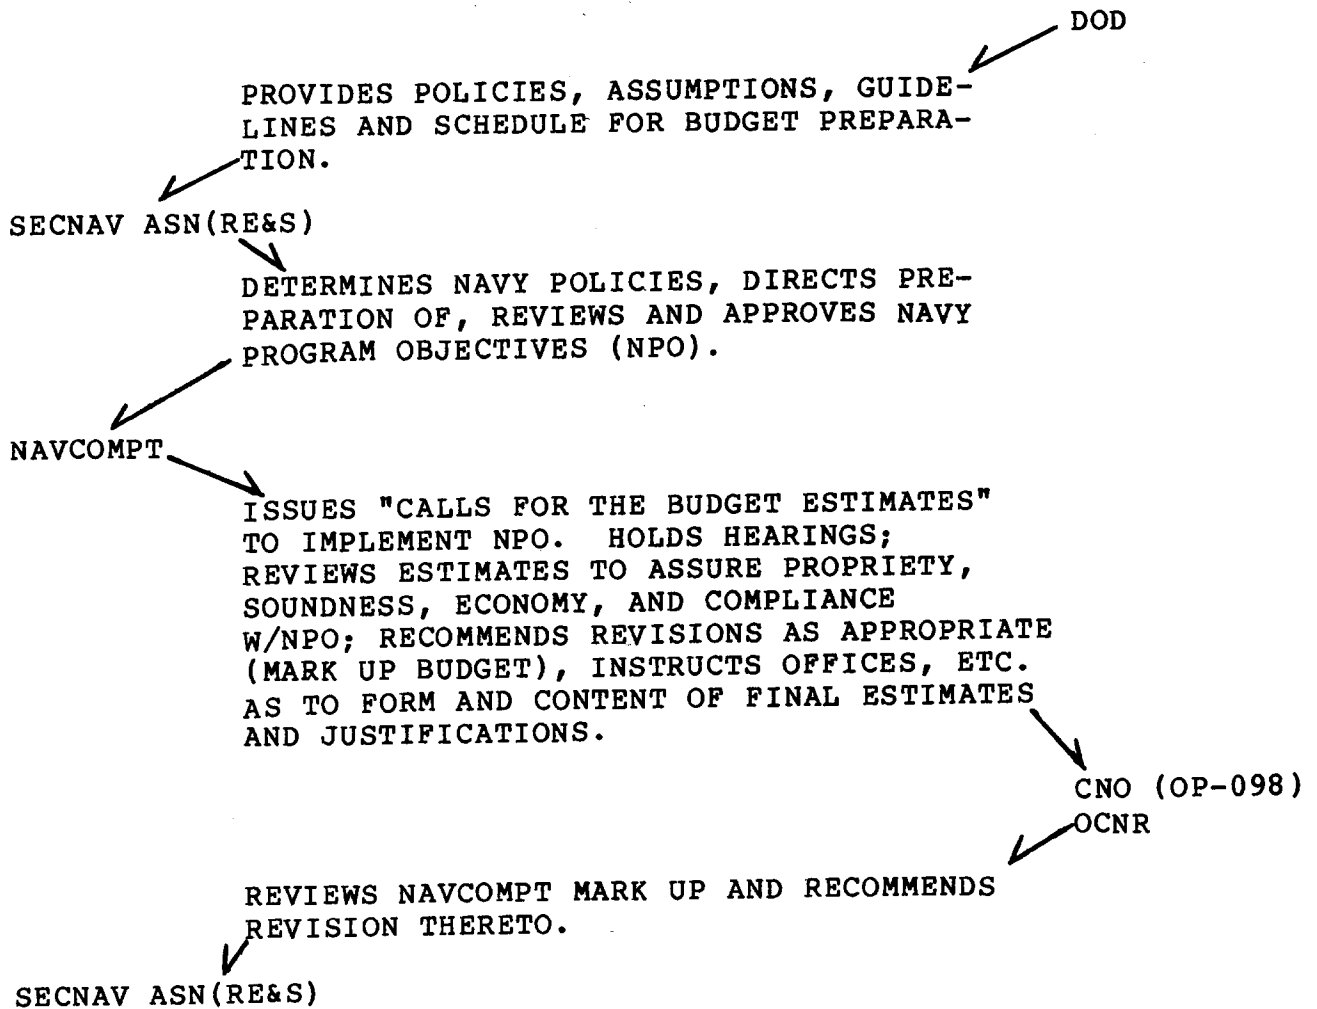 DOD
PROVIDES POLICIES, ASSUMPTIONS, GUIDE-
LINES AND SCHEDULE FOR BUDGET PREPARA-
TION.
SECNAV ASN(RE&S)
DETERMINES NAVY POLICIES, DIRECTS PRE-
PARATION OF, REVIEWS AND APPROVES NAVY
PROGRAM OBJECTIVES (NPO).
NAVCOMPT
ISSUES "CALLS FOR THE BUDGET ESTIMATES"
TO IMPLEMENT NPO.  HOLDS HEARINGS;
REVIEWS ESTIMATES TO ASSURE PROPRIETY,
SOUNDNESS, ECONOMY, AND COMPLIANCE
W/NPO; RECOMMENDS REVISIONS AS APPROPRIATE
(MARK UP BUDGET), INSTRUCTS OFFICES, ETC.
AS TO FORM AND CONTENT OF FINAL ESTIMATES
AND JUSTIFICATIONS.
CNO (OP-098)
OCNR
REVIEWS NAVCOMPT MARK UP AND RECOMMENDS
REVISION THERETO.
SECNAV ASN(RE&S)